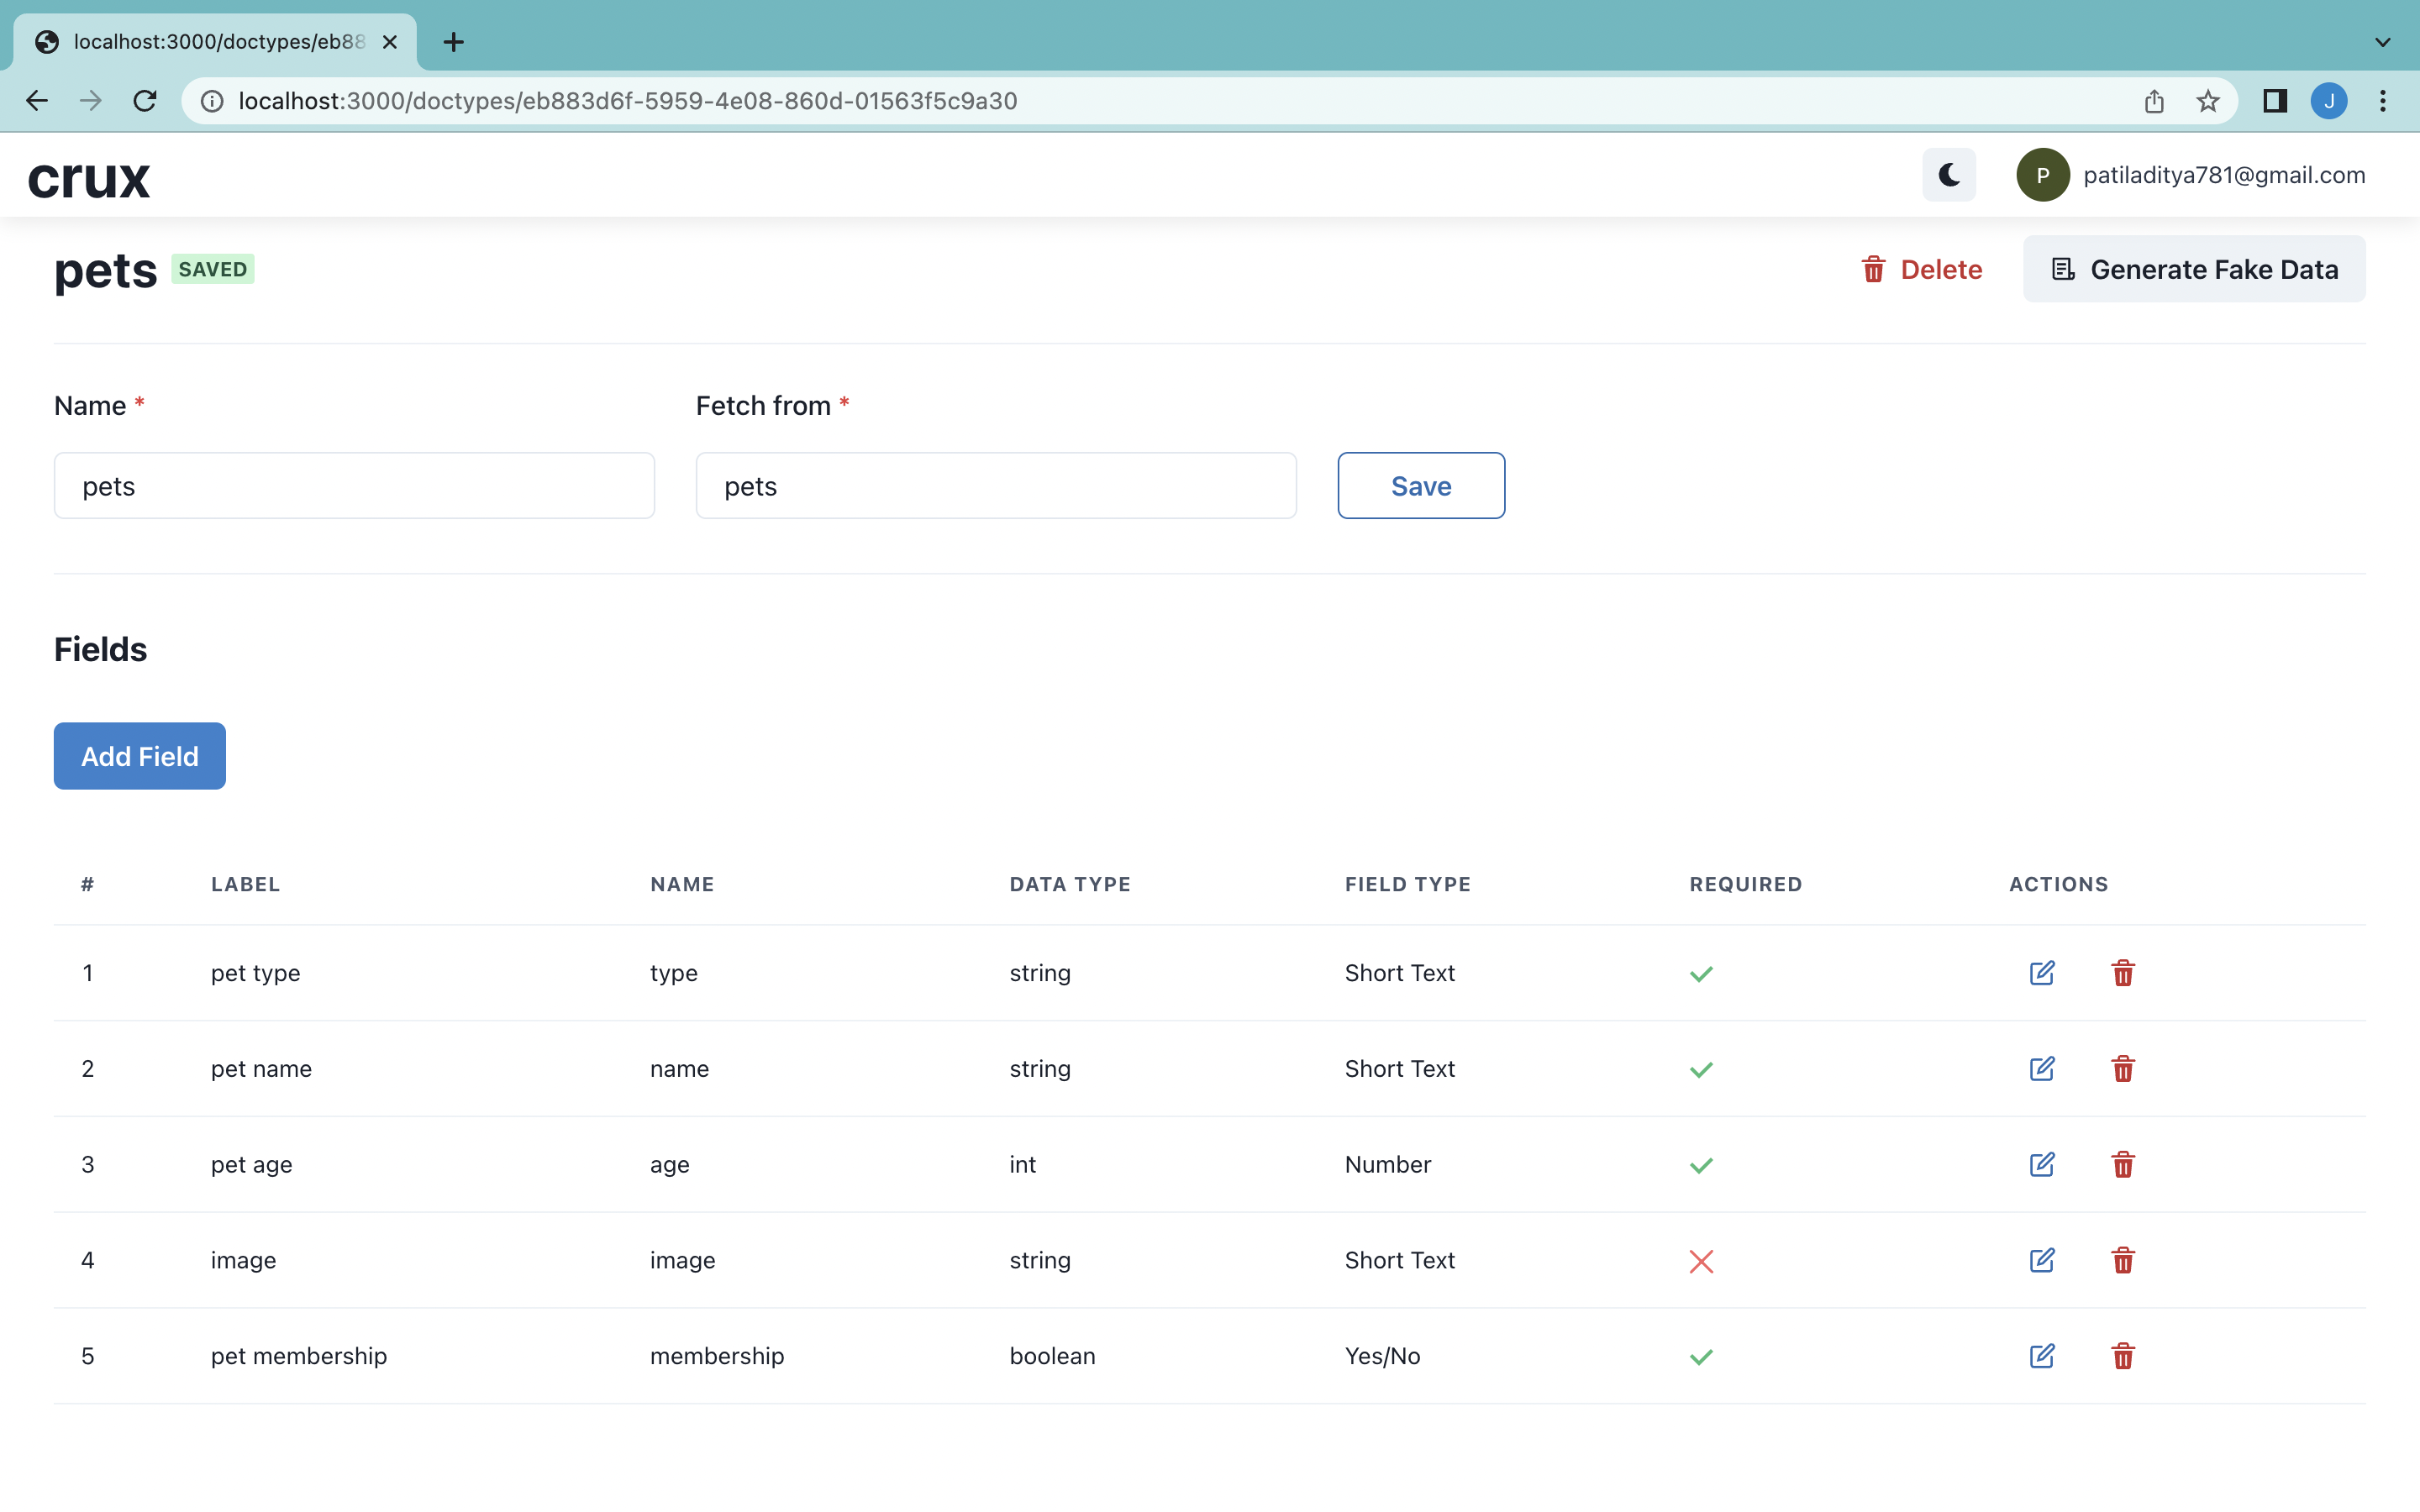 localhost:3000/doctypes/eb88
localhost:3000/doctypes/eb883d6f-5959-4e08-860d-01563f5c9a30
J
crux
P patiladitya781@gmail.com
pets SAVED Delete Generate Fake Data
Name * Fetch from *
pets pets Save
Fields
Add Field
# LABEL NAME DATA TYPE FIELD TYPE REQUIRED ACTIONS
1 pet type type string Short Text
2 pet name name string Short Text
3 pet age age int Number
4 image image string Short Text
5 pet membership membership boolean Yes/No